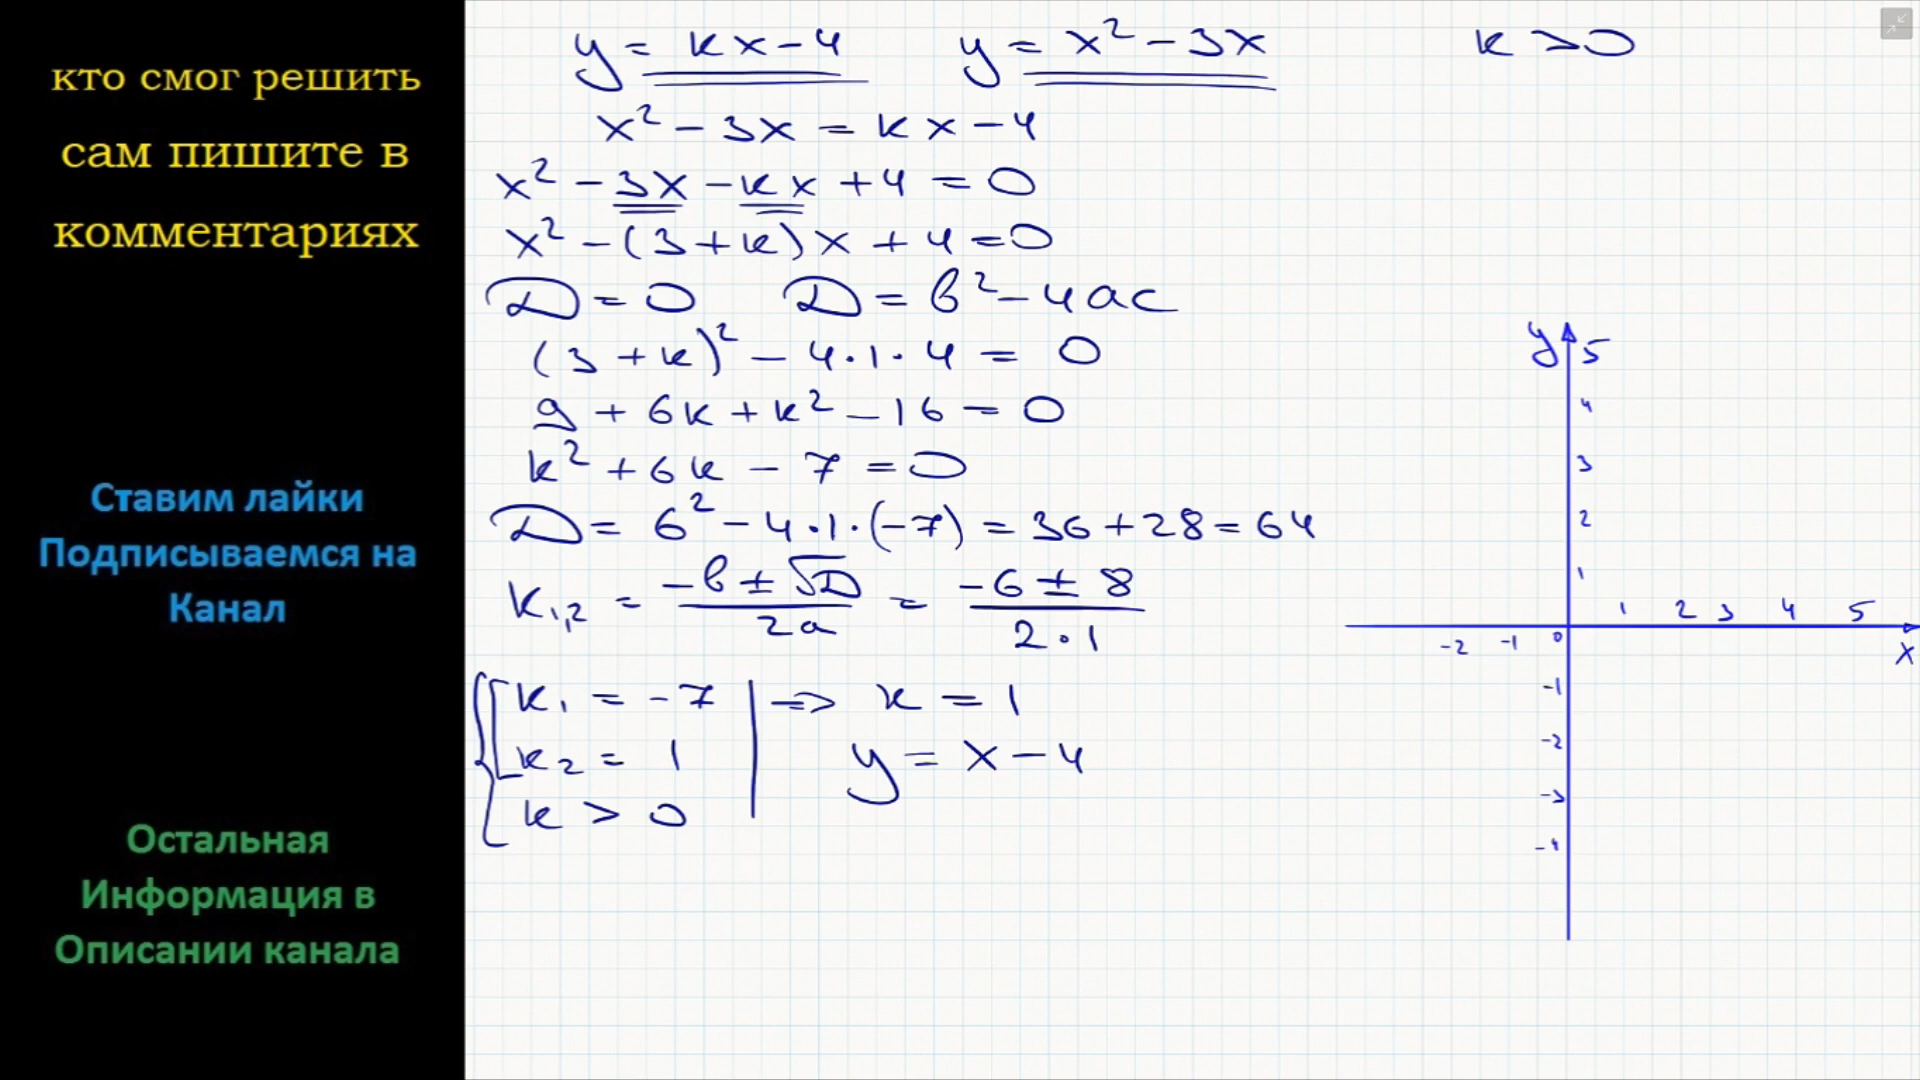 кто смог решить
сам пишите в
комментариях
Ставим лайки
Подписываемся на
Канал
Остальная
Информация в
Описании канала
y = kx - 4 y = x² - 3x k > 0
x² - 3x = kx - 4
x² - 3x - kx + 4 = 0
x² - (3 + k) x + 4 = 0
D = 0 D = b² - 4ac
(3 + k)² - 4·1·4 = 0
9 + 6k + k² - 16 = 0
k² + 6k - 7 = 0
D = 6² - 4·1·(-7) = 36 + 28 = 64
k₁,₂ = (-b ± √D) / 2a = (-6 ± 8) / 2·1
k₁ = -7 => k = 1
k₂ = 1 y = x - 4
k > 0
y 5
4
3
2
1
1 2 3 4 5
-2 -1 0 x
-1
-2
-3
-4